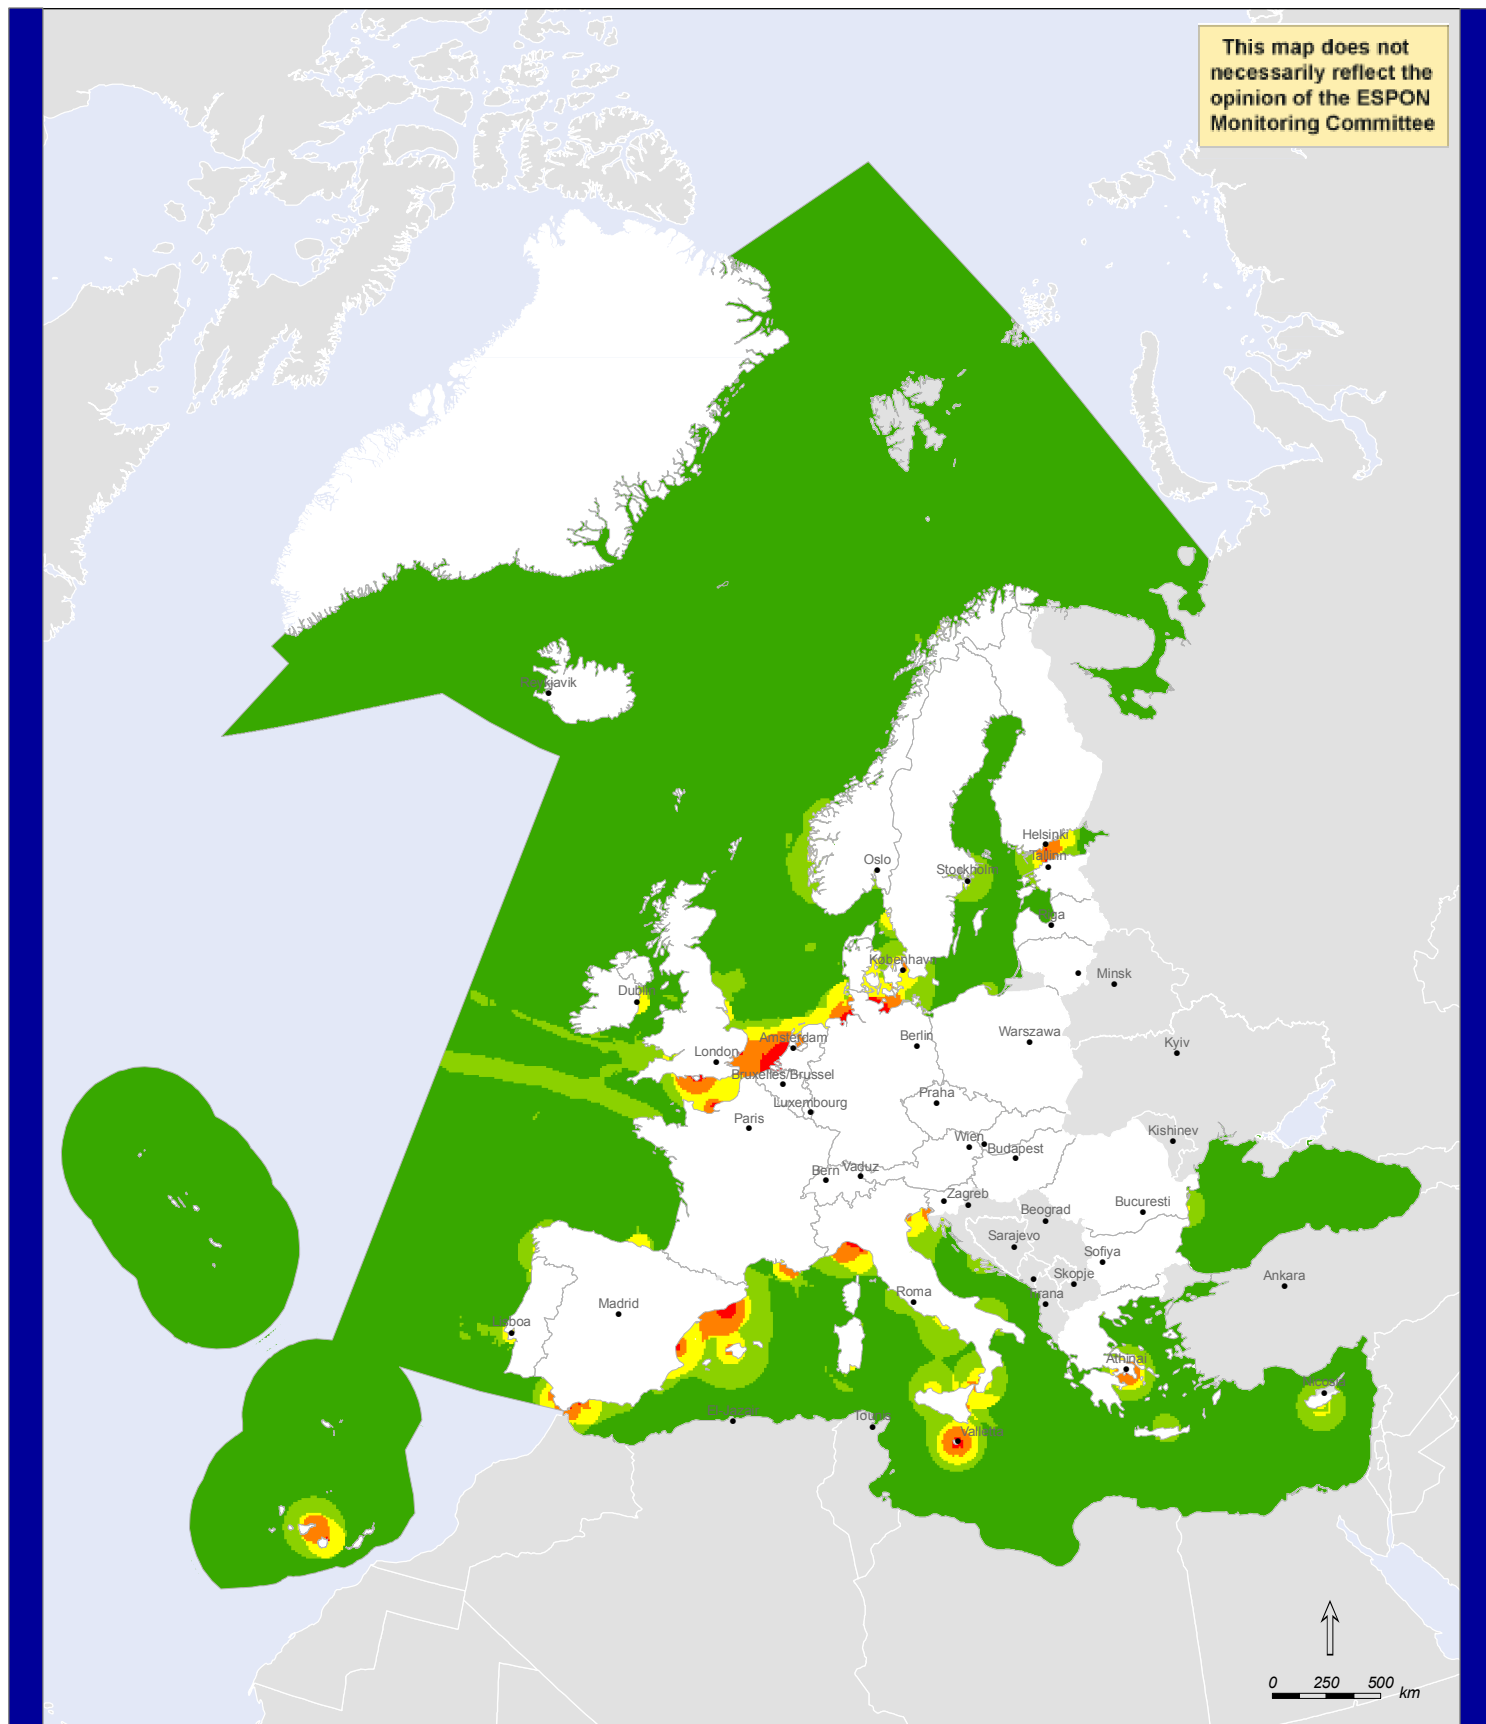 This map does not
necessarily reflect the
opinion of the ESPON
Monitoring Committee
Reykjavik
Helsinki
Tallinn
Oslo
Stockholm
Riga
København
Minsk
Dublin
Amsterdam
Berlin
Warszawa
London
Kyiv
Bruxelles/Brussel
Praha
Luxembourg
Paris
Kishinev
Wien
Budapest
Bern
Vaduz
Zagreb
Bucuresti
Beograd
Sarajevo
Sofiya
Skopje
Ankara
Roma
Madrid
Lisboa
Athinai
Nicosia
El-Jazair
Tounis
Valletta
0 250 500 km